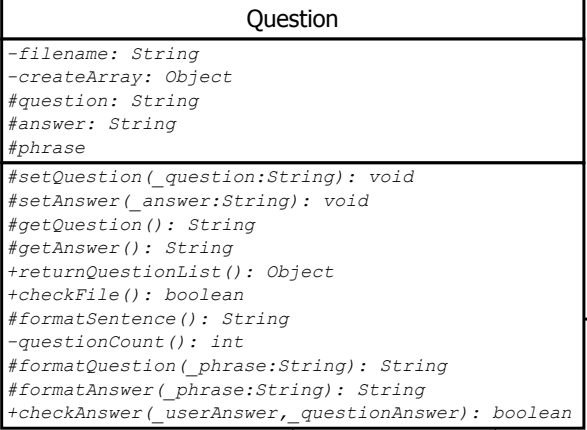 Question
-filename: String
-createArray: Object
#question: String
#answer: String
#phrase
#setQuestion(_question:String): void
#setAnswer(_answer:String): void
#getQuestion(): String
#getAnswer(): String
+returnQuestionList(): Object
+checkFile(): boolean
#formatSentence(): String
-questionCount(): int
#formatQuestion(_phrase:String): String
#formatAnswer(_phrase:String): String
+checkAnswer(_userAnswer,_questionAnswer): boolean